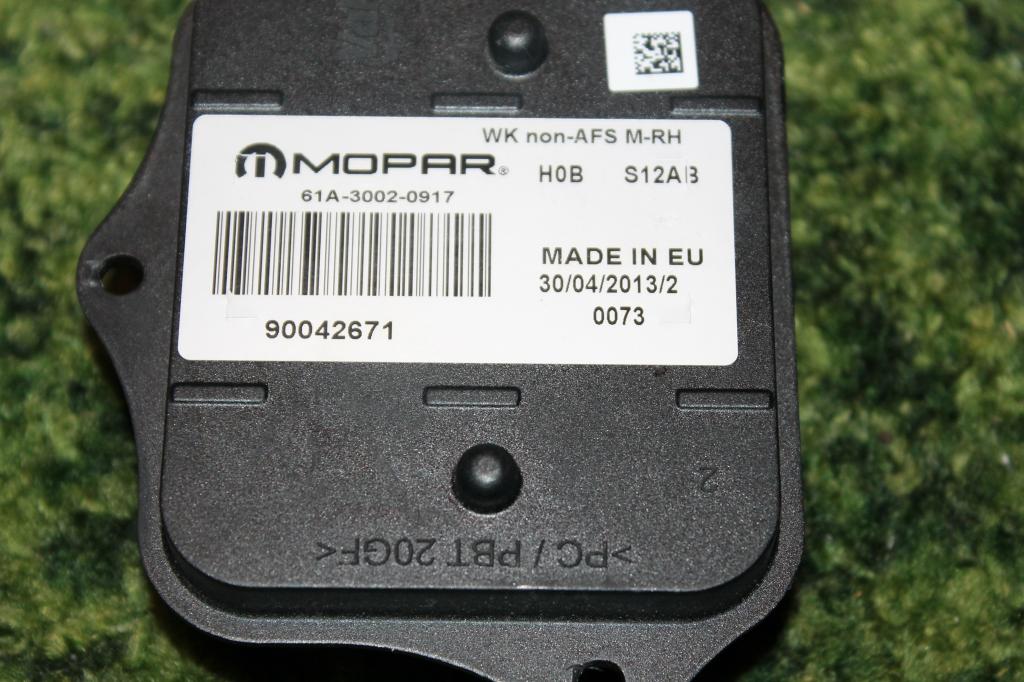 WK non-AFS M-RH
MOPAR®
H0B S12AB
61A-3002-0917
MADE IN EU
30/04/2013/2
0073
90042671
2
>PC / PBT 20GF<